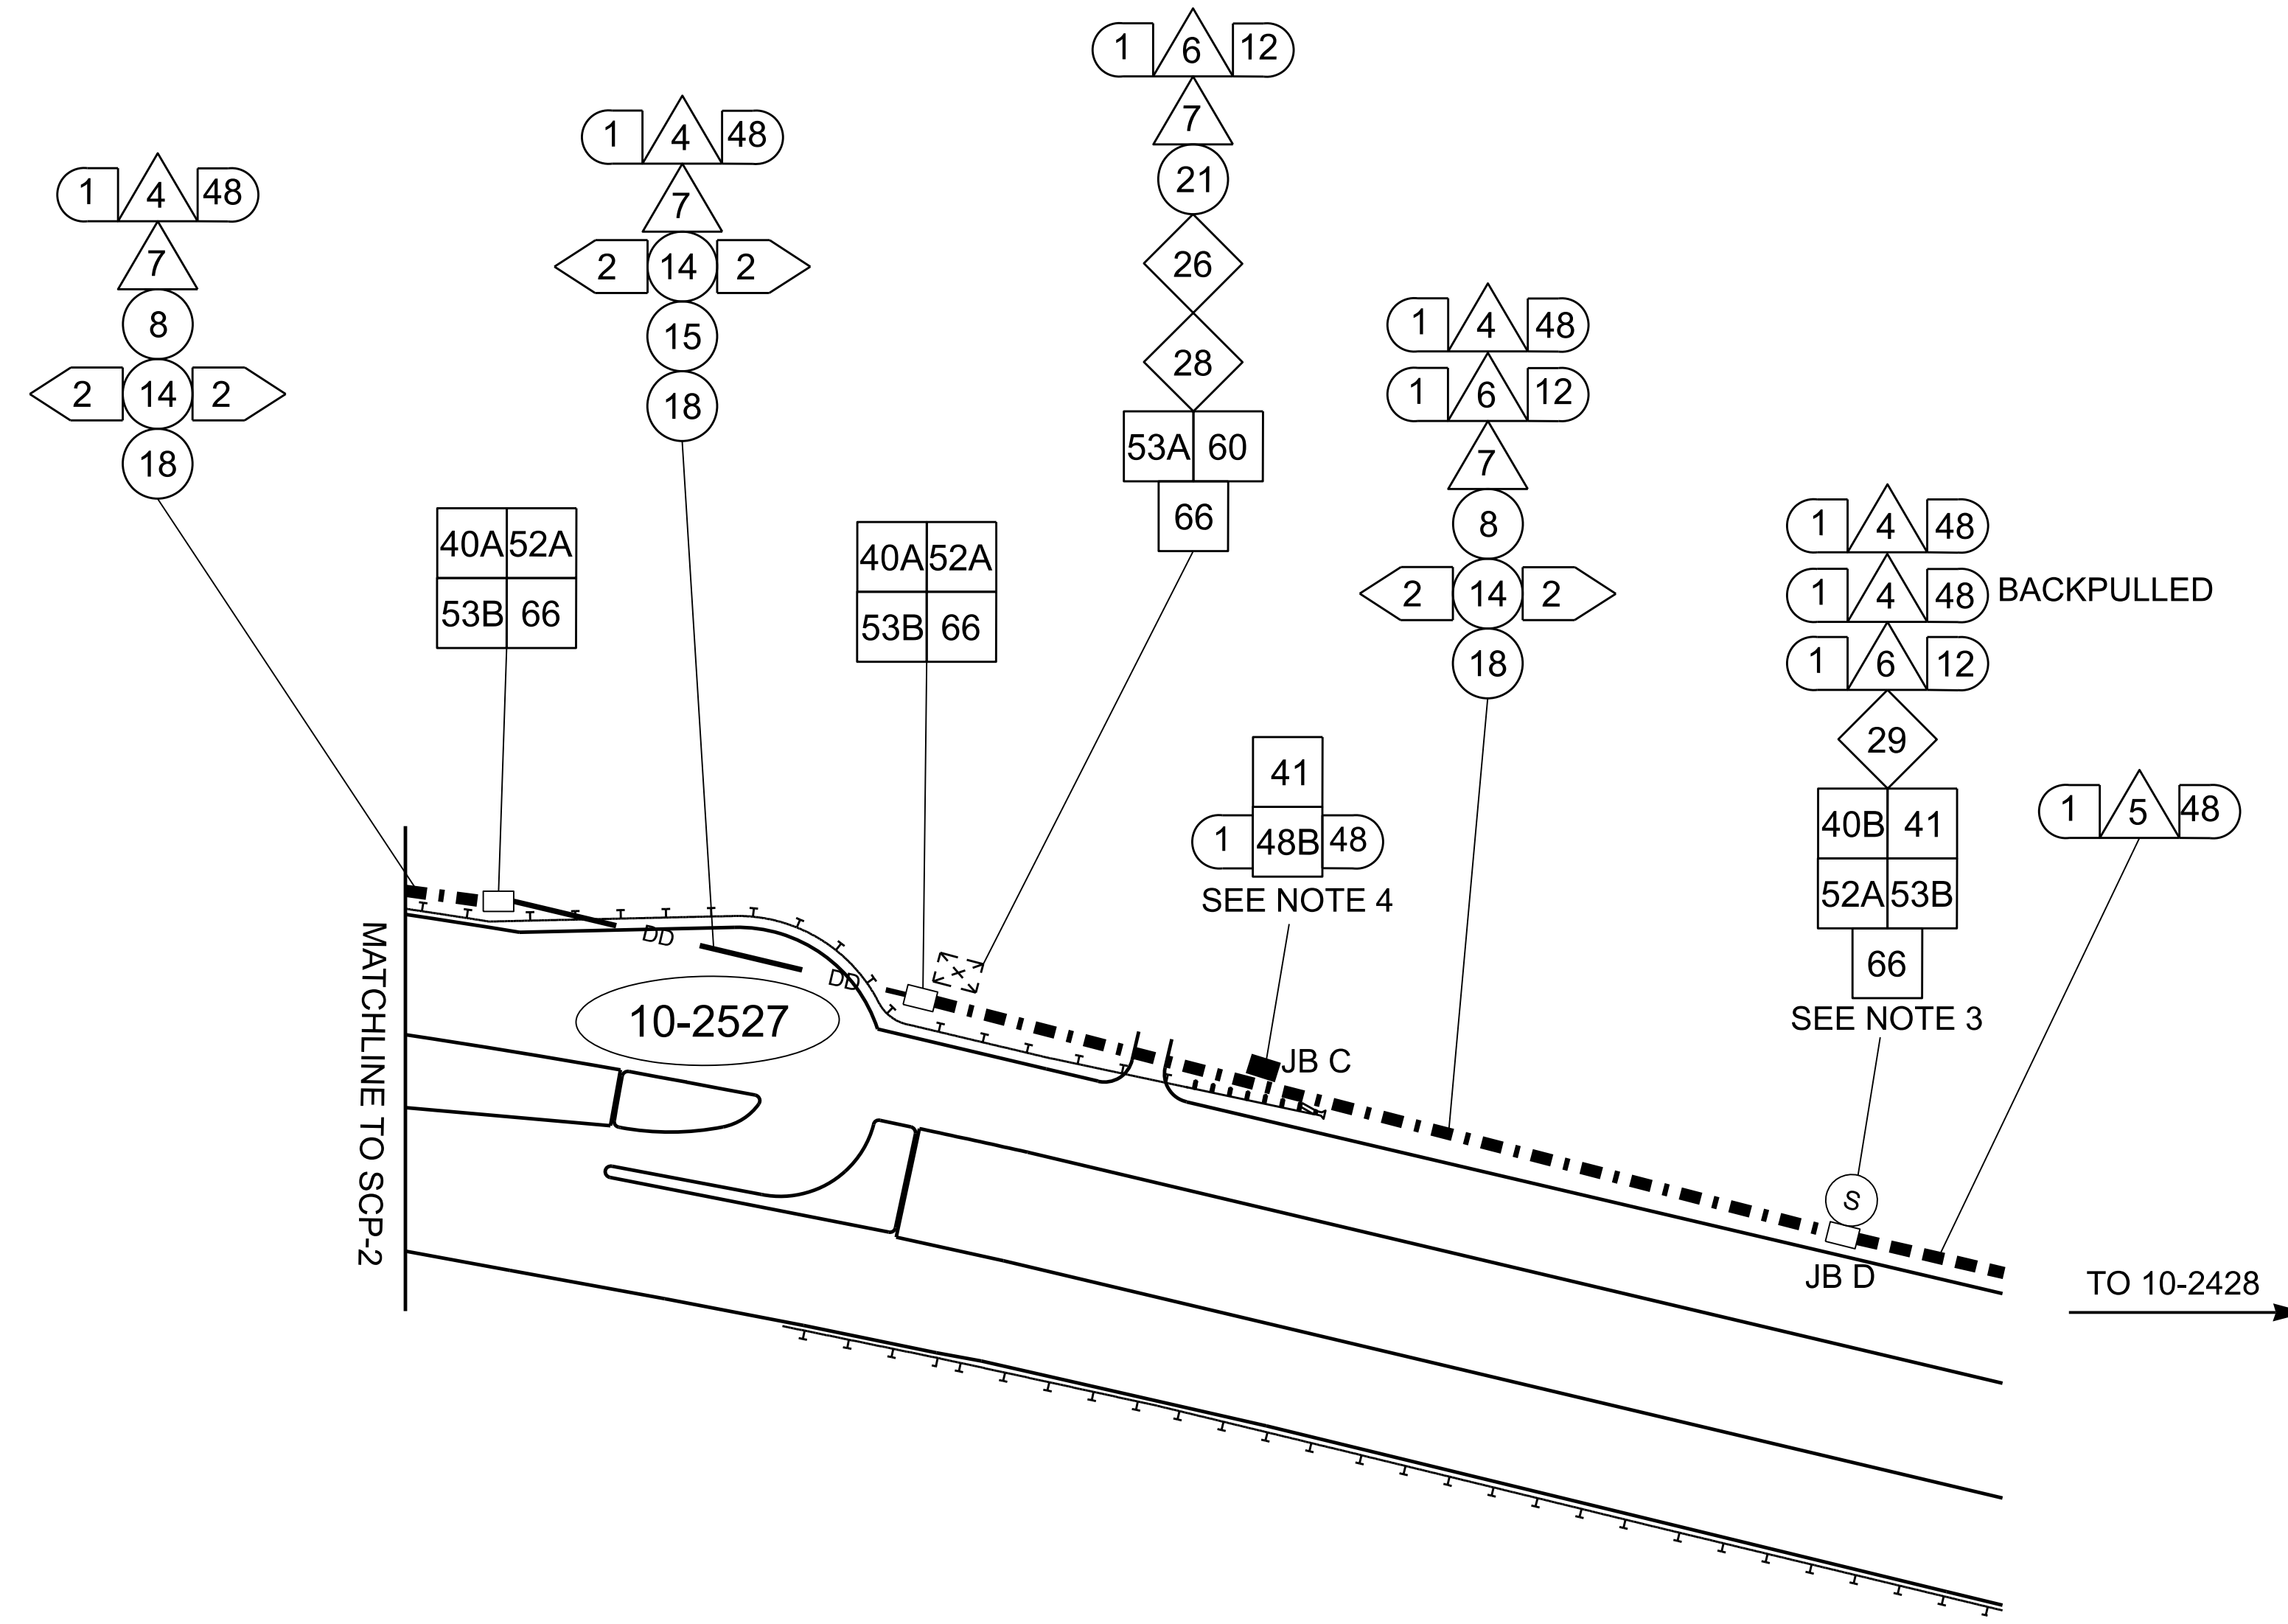 1 4 48
7
8
2 14 2
18
40A 52A
53B 66
1 4 48
7
2 14 2
15
18
40A 52A
53B 66
1 6 12
7
21
26
28
53A 60
66
41
1 48B 48
SEE NOTE 4
1 4 48
1 6 12
7
8
2 14 2
18
1 4 48
1 4 48 BACKPULLED
1 6 12
29
40B 41
52A 53B
66
SEE NOTE 3
1 5 48
MATCHLINE TO SCP-2
DD
DD
10-2527
JB C
S
JB D
TO 10-2428